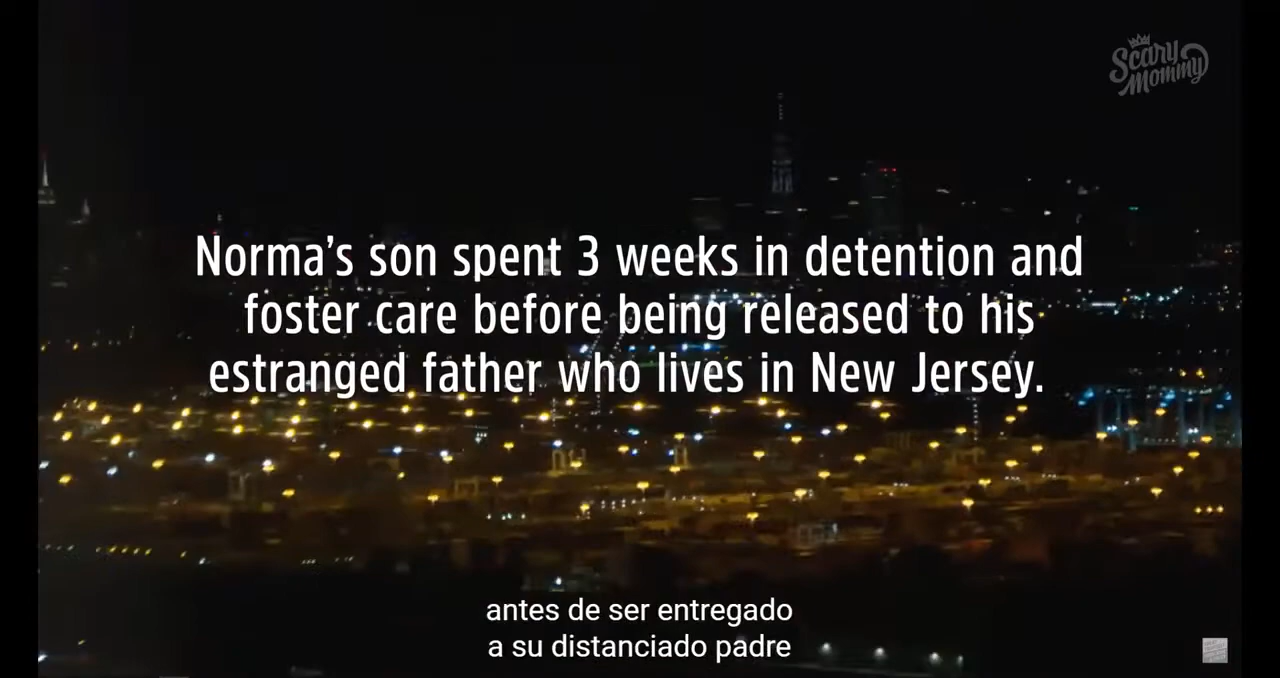 Scary
Mommy
Norma's son spent 3 weeks in detention and
foster care before being released to his
estranged father who lives in New Jersey.
antes de ser entregado
a su distanciado padre